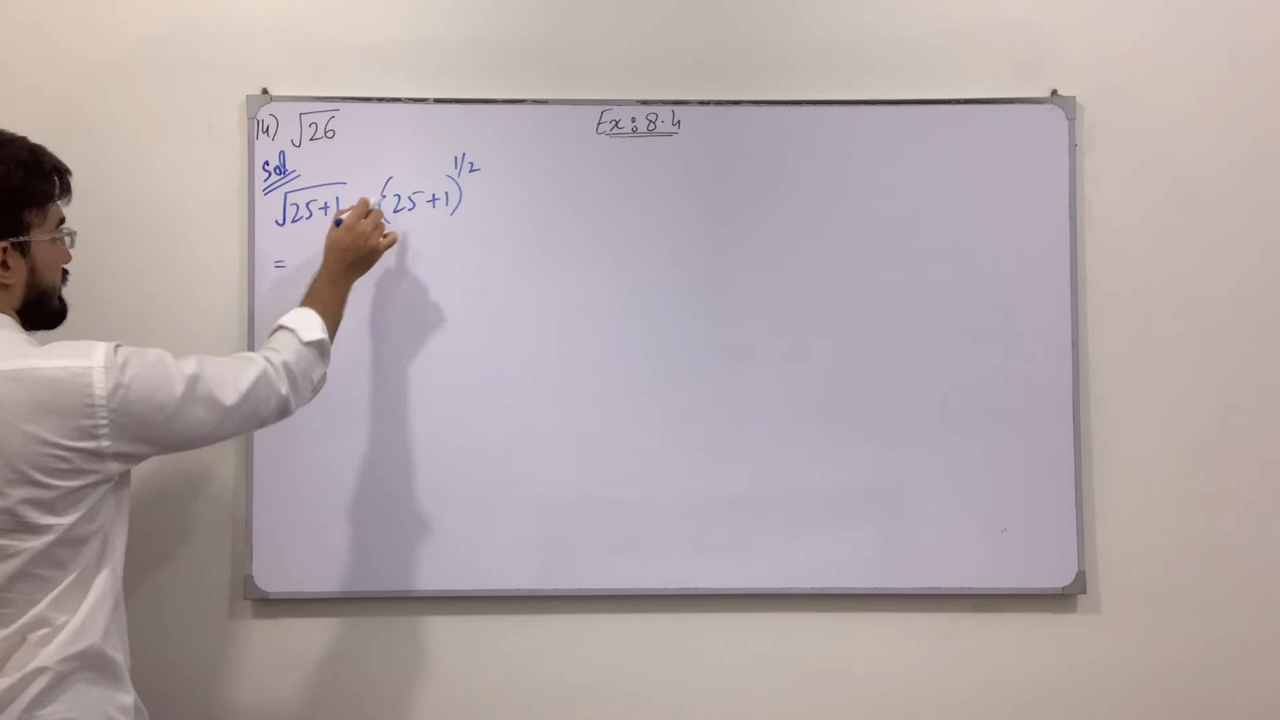 Ex: 8.4
14) √26
Sol
√25+1 = (25+1)^1/2
=